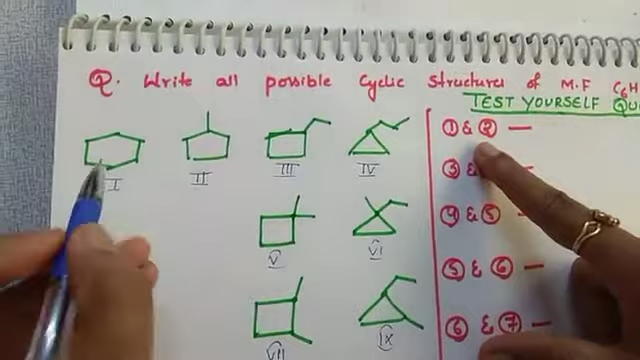 Q. Write all possible Cyclic Structures of M.F C6H
TEST YOURSELF QU
I II III IV ① & ② —
③ & —
V VI ④ & ⑤ —
⑤ & ⑥ —
VII IX ⑥ & ⑦ —